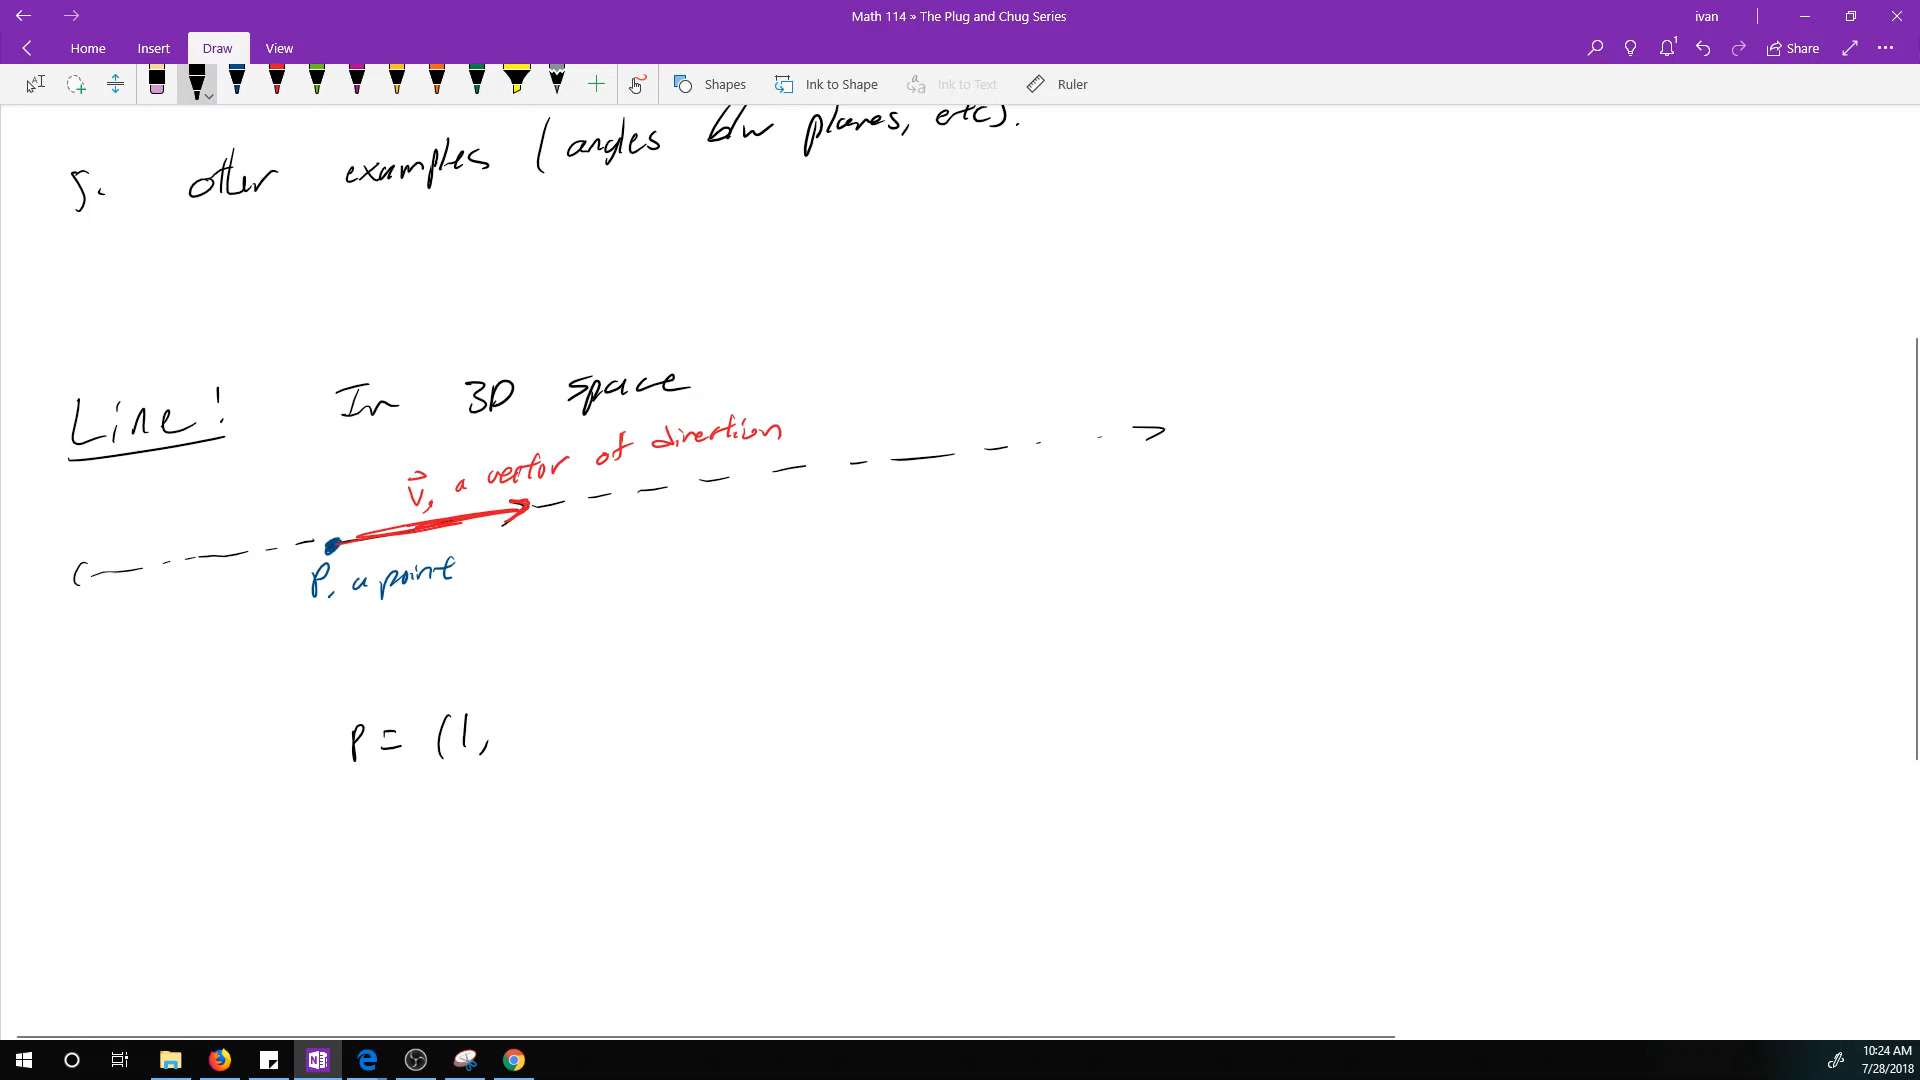 Math 114 » The Plug and Chug Series
ivan
Home Insert Draw View
1
Share
Shapes Ink to Shape Ink to Text Ruler
5. other examples (angles b/w planes, etc).
Line! In 3D space
v, a vector of direction
P, a point
P = (1,
10:24 AM
7/28/2018